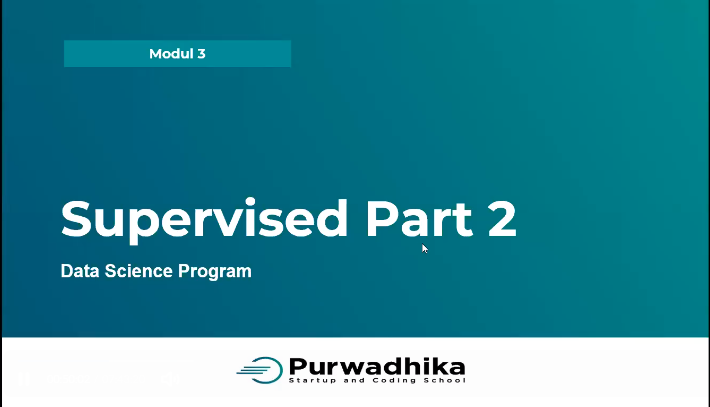 Modul 3
Supervised Part 2
Data Science Program
Purwadhika
Startup and Coding School